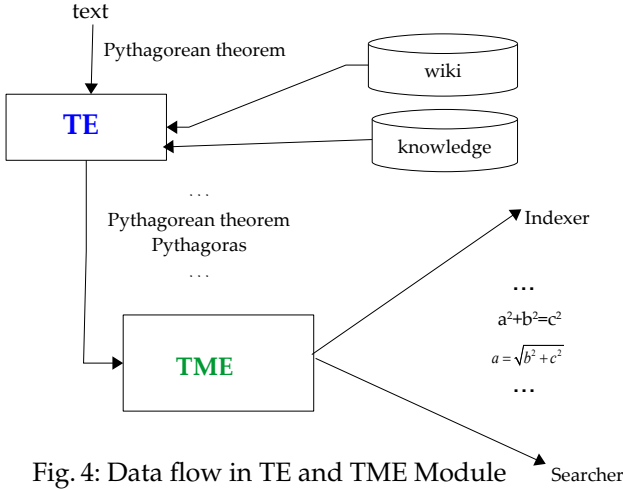 text
Pythagorean theorem
wiki
TE
knowledge
...
Pythagorean theorem
Pythagoras
...
Indexer
...
a²+b²=c²
a = √b²+c²
...
TME
Fig. 4: Data flow in TE and TME Module
Searcher